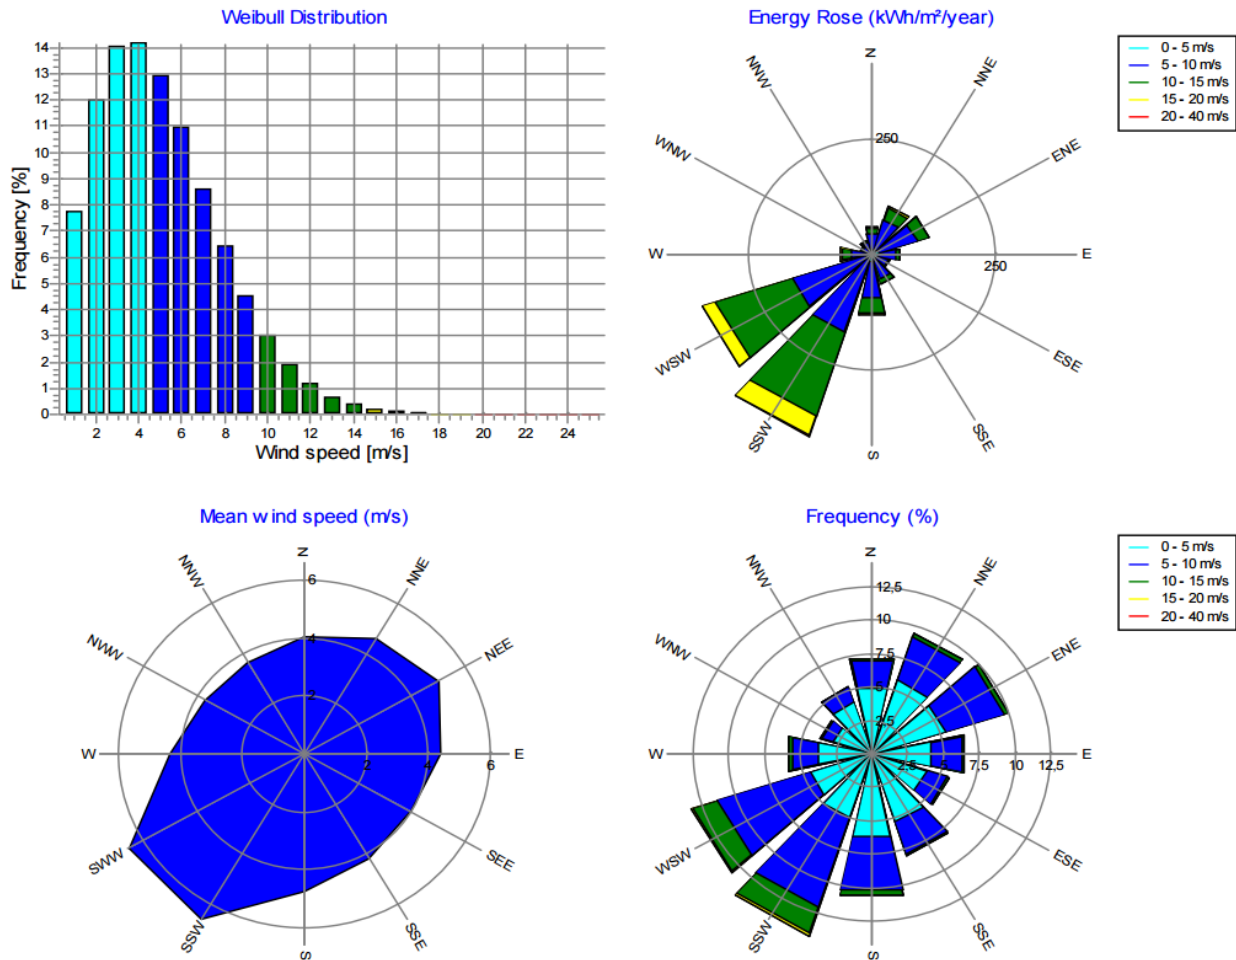 Weibull Distribution
14
13
12
11
10
9
8
7
6
5
4
3
2
1
0
Frequency [%]
2 4 6 8 10 12 14 16 18 20 22 24
Wind speed [m/s]
Energy Rose (kWh/m²/year)
N
NNE
ENE
E
ESE
SSE
S
SSW
WSW
W
WNW
NNW
250
250
0 - 5 m/s
5 - 10 m/s
10 - 15 m/s
15 - 20 m/s
20 - 40 m/s
Mean wind speed (m/s)
N
NNE
NEE
E
SEE
SSE
S
SSW
SWW
W
NWW
NNW
6
4
2
2 4 6
Frequency (%)
N
NNE
ENE
E
ESE
SSE
S
SSW
WSW
W
WNW
NNW
12,5
10
7,5
5
2,5
2,5 5 7,5 10 12,5
0 - 5 m/s
5 - 10 m/s
10 - 15 m/s
15 - 20 m/s
20 - 40 m/s